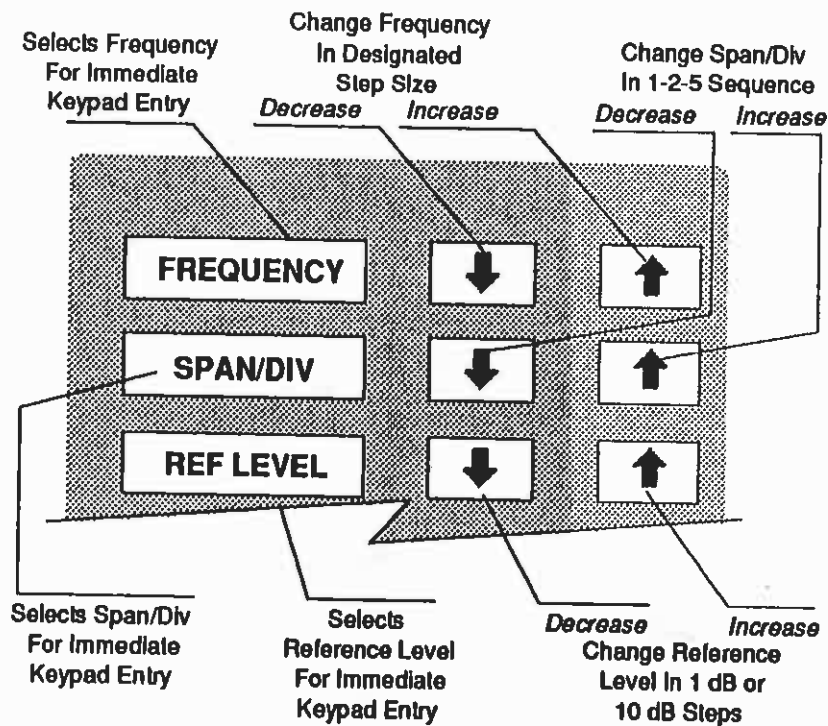 Selects Frequency
For Immediate
Keypad Entry
Change Frequency
In Designated
Step Size
Decrease Increase
Change Span/Div
In 1-2-5 Sequence
Decrease Increase
FREQUENCY
SPAN/DIV
REF LEVEL
Selects Span/Div
For Immediate
Keypad Entry
Selects
Reference Level
For Immediate
Keypad Entry
Decrease Increase
Change Reference
Level In 1 dB or
10 dB Steps